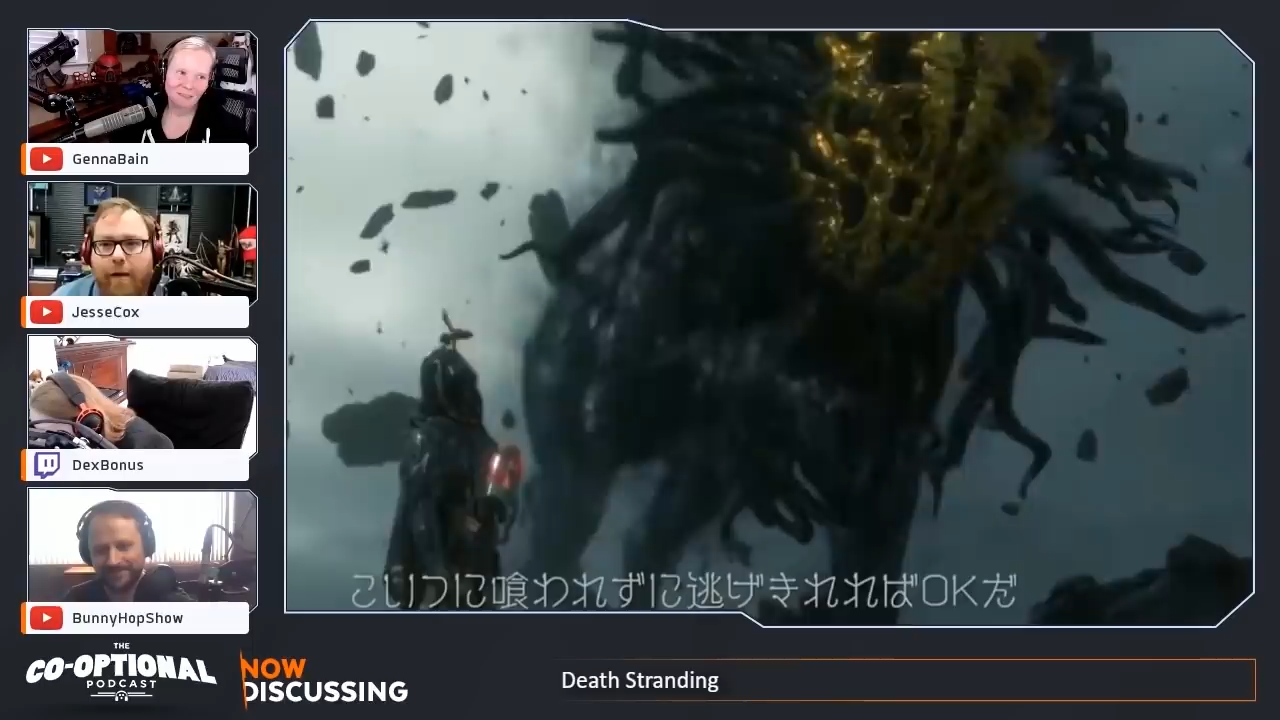 GennaBain
JesseCox
DexBonus
BunnyHopShow
こいつに喰われずに逃げきれればOKだ
THE
CO-OPTIONAL
PODCAST
NOW
DISCUSSING
Death Stranding